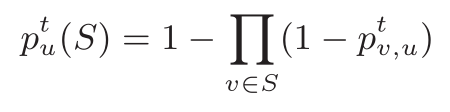 $p_u^t(S) = 1 - \prod_{v \in S} (1 - p_{v,u}^t)$